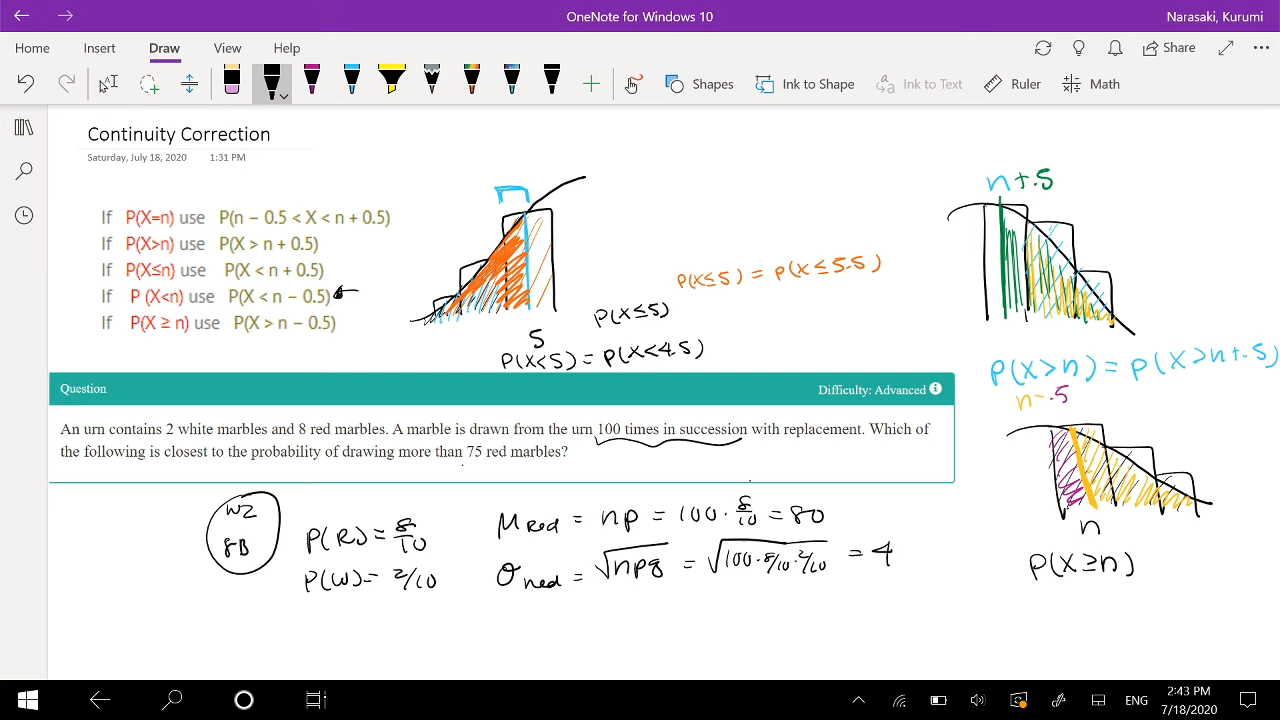 OneNote for Windows 10
Narasaki, Kurumi
Home Insert Draw View Help
Share
Shapes Ink to Shape Ink to Text Ruler Math
Continuity Correction
Saturday, July 18, 2020 1:31 PM
If P(X=n) use P(n − 0.5 < X < n + 0.5)
If P(X>n) use P(X > n + 0.5)
If P(X≤n) use P(X < n + 0.5)
If P (X<n) use P(X < n − 0.5)
If P(X ≥ n) use P(X > n − 0.5)
5
P(X≤5) = P(X≤5.5)
P(X≤5)
P(X<5) = P(X<4.5)
n+.5
P(X>n) = P(X>n+.5)
n-.5
n
P(X≥n)
Question
Difficulty: Advanced
An urn contains 2 white marbles and 8 red marbles. A marble is drawn from the urn 100 times in succession with replacement. Which of
the following is closest to the probability of drawing more than 75 red marbles?
W2
8B
P(R) = 8/10
P(W) = 2/10
μRed = np = 100 · 8/10 = 80
σRed = √npq = √100 · 8/10 · 2/10 = 4
ENG
2:43 PM
7/18/2020